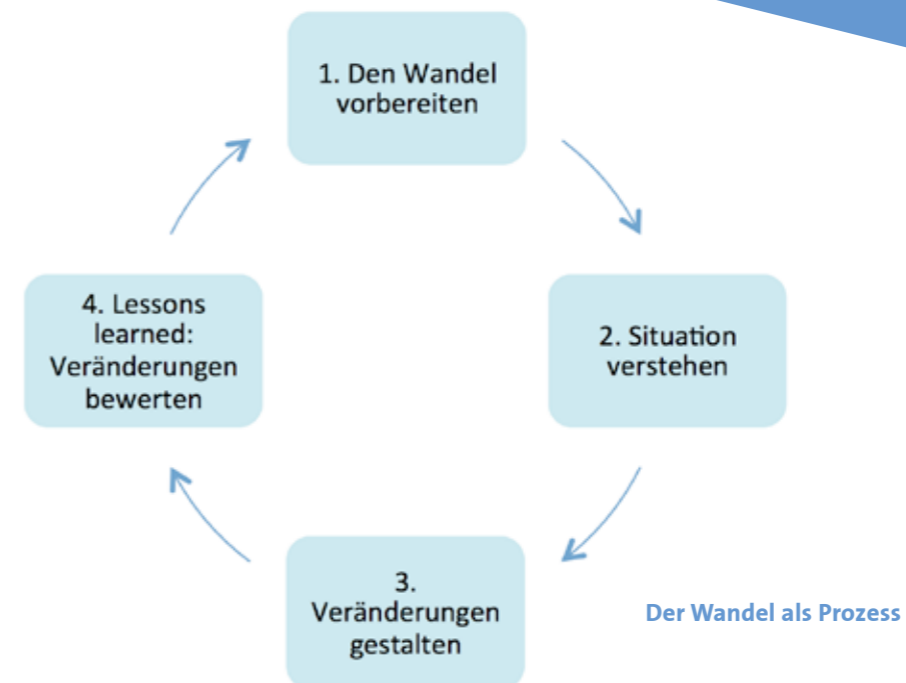 1. Den Wandel
vorbereiten
2. Situation
verstehen
3.
Veränderungen
gestalten
4. Lessons
learned:
Veränderungen
bewerten
Der Wandel als Prozess